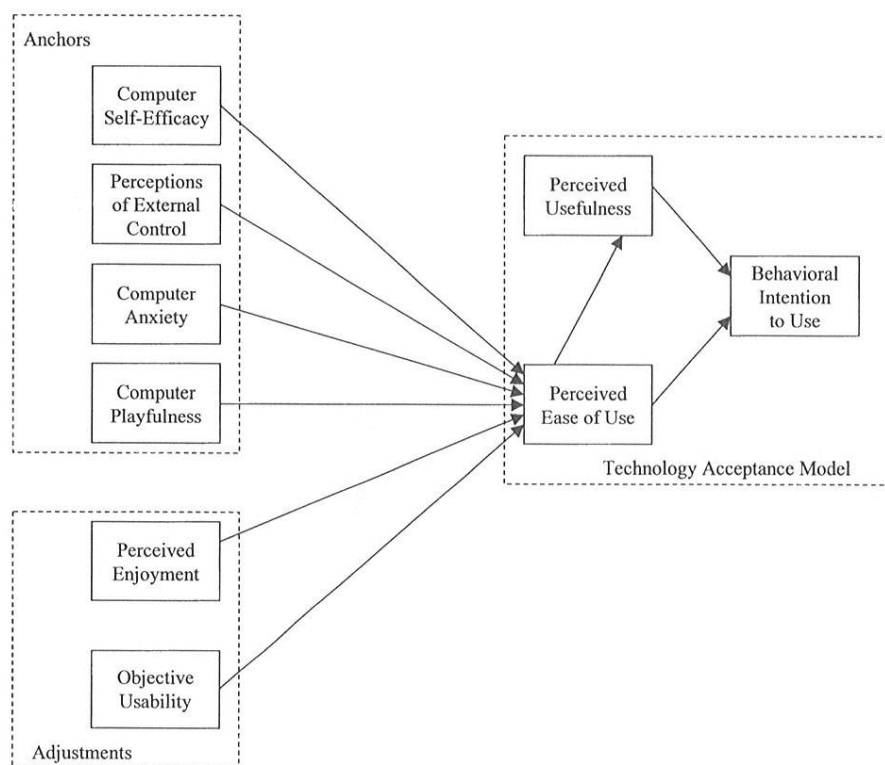 Anchors
Computer
Self-Efficacy
Perceptions
of External
Control
Computer
Anxiety
Computer
Playfulness
Perceived
Usefulness
Behavioral
Intention
to Use
Perceived
Ease of Use
Technology Acceptance Model
Perceived
Enjoyment
Objective
Usability
Adjustments